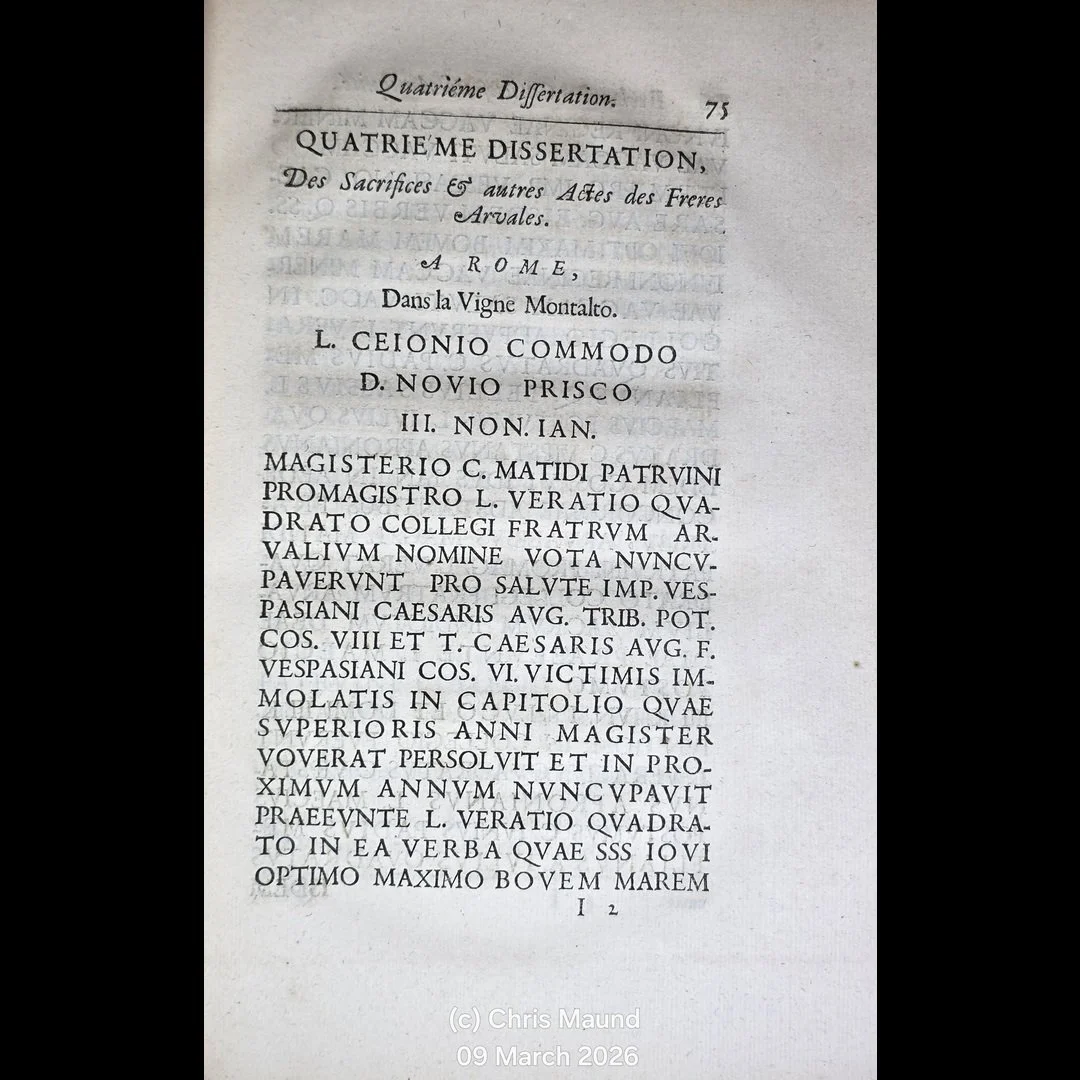 Quatriéme Dissertation. 75
QUATRIE'ME DISSERTATION,
Des Sacrifices & autres Actes des Freres
Arvales.
A ROME,
Dans la Vigne Montalto.
L. CEIONIO COMMODO
D. NOVIO PRISCO
III. NON. IAN.
MAGISTERIO C. MATIDI PATRVINI
PROMAGISTRO L. VERATIO QVA-
DRATO COLLEGI FRATRVM AR-
VALIVM NOMINE VOTA NVNCV-
PAVERVNT PRO SALVTE IMP. VES-
PASIANI CAESARIS AVG. TRIB. POT.
COS. VIII ET T. CAESARIS AVG. F.
VESPASIANI COS. VI. VICTIMIS IM-
MOLATIS IN CAPITOLIO QVAE
SVPERIORIS ANNI MAGISTER
VOVERAT PERSOLVIT ET IN PRO-
XIMVM ANNVM NVNCVPAVIT
PRAEEVNTE L. VERATIO QVADRA-
TO IN EA VERBA QVAE SSS IOVI
OPTIMO MAXIMO BOVEM MAREM
I 2
(c) Chris Maund
09 March 2026